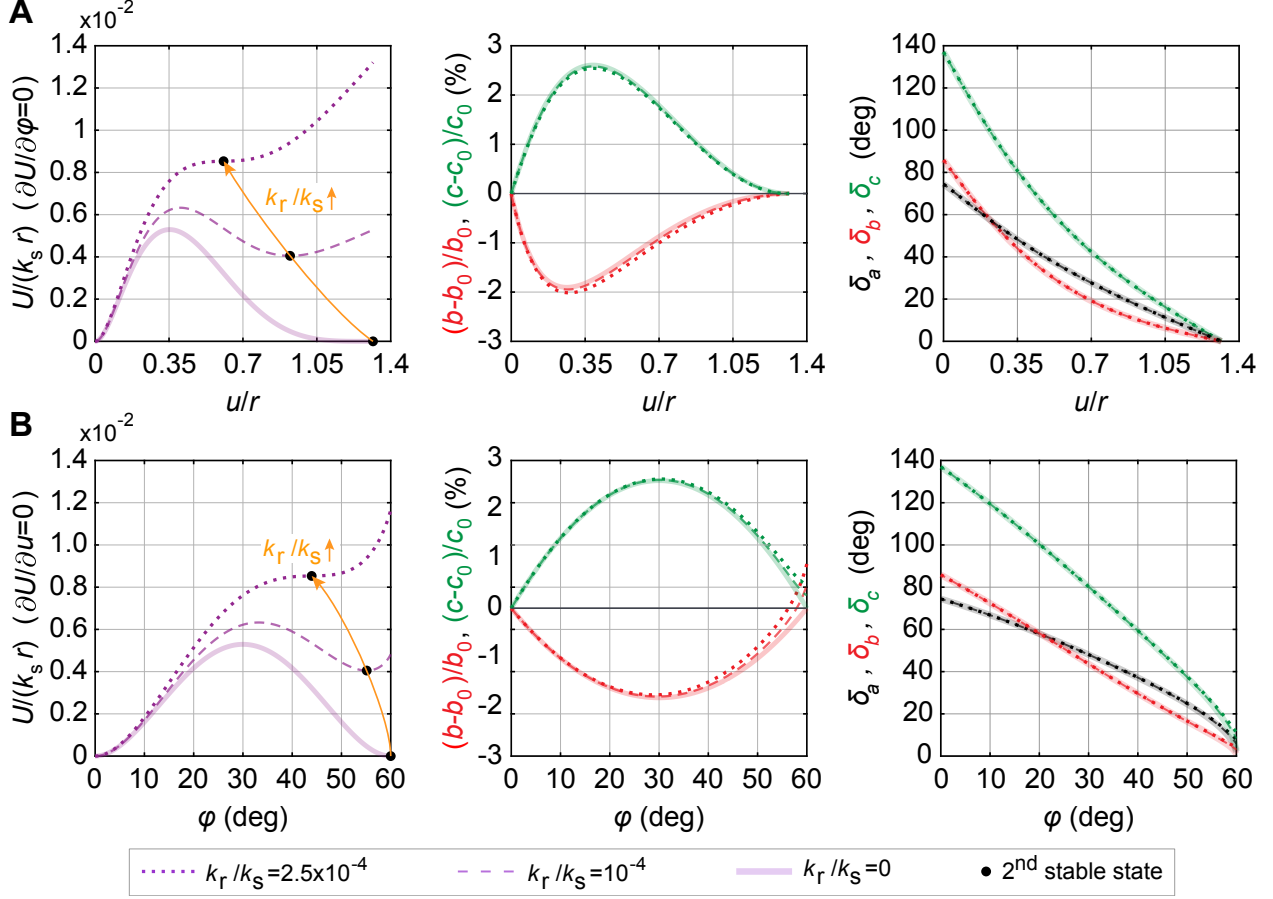 A
x10-2
1.4
1.2
1
0.8
0.6
0.4
0.2
0
0 0.35 0.7 1.05 1.4
u/r
U/(ks r) (∂U/∂φ=0)
kr/ks↑
3
2
1
0
-1
-2
-3
0 0.35 0.7 1.05 1.4
u/r
(b-b0)/b0, (c-c0)/c0 (%)
140
120
100
80
60
40
20
0
0 0.35 0.7 1.05 1.4
u/r
δa, δb, δc (deg)
B
x10-2
1.4
1.2
1
0.8
0.6
0.4
0.2
0
0 10 20 30 40 50 60
φ (deg)
U/(ks r) (∂U/∂u=0)
kr/ks↑
3
2
1
0
-1
-2
-3
0 10 20 30 40 50 60
φ (deg)
(b-b0)/b0, (c-c0)/c0 (%)
140
120
100
80
60
40
20
0
0 10 20 30 40 50 60
φ (deg)
δa, δb, δc (deg)
kr/ks=2.5x10-4 kr/ks=10-4 kr/ks=0 2nd stable state